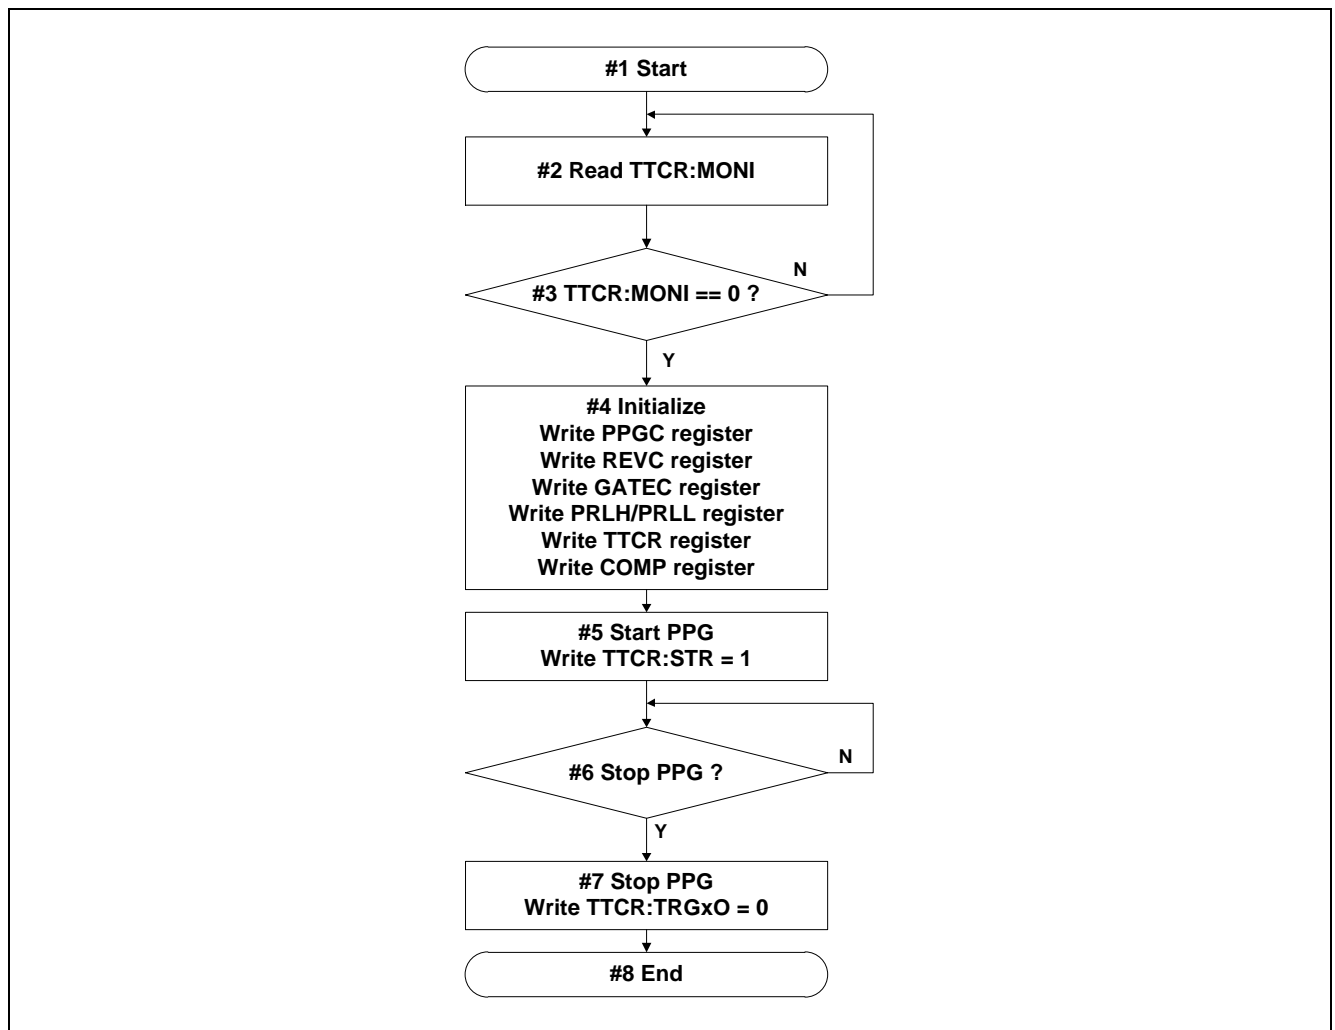 #1 Start
#2 Read TTCR:MONI
N
#3 TTCR:MONI == 0 ?
Y
#4 Initialize
Write PPGC register
Write REVC register
Write GATEC register
Write PRLH/PRLL register
Write TTCR register
Write COMP register
#5 Start PPG
Write TTCR:STR = 1
N
#6 Stop PPG ?
Y
#7 Stop PPG
Write TTCR:TRGxO = 0
#8 End